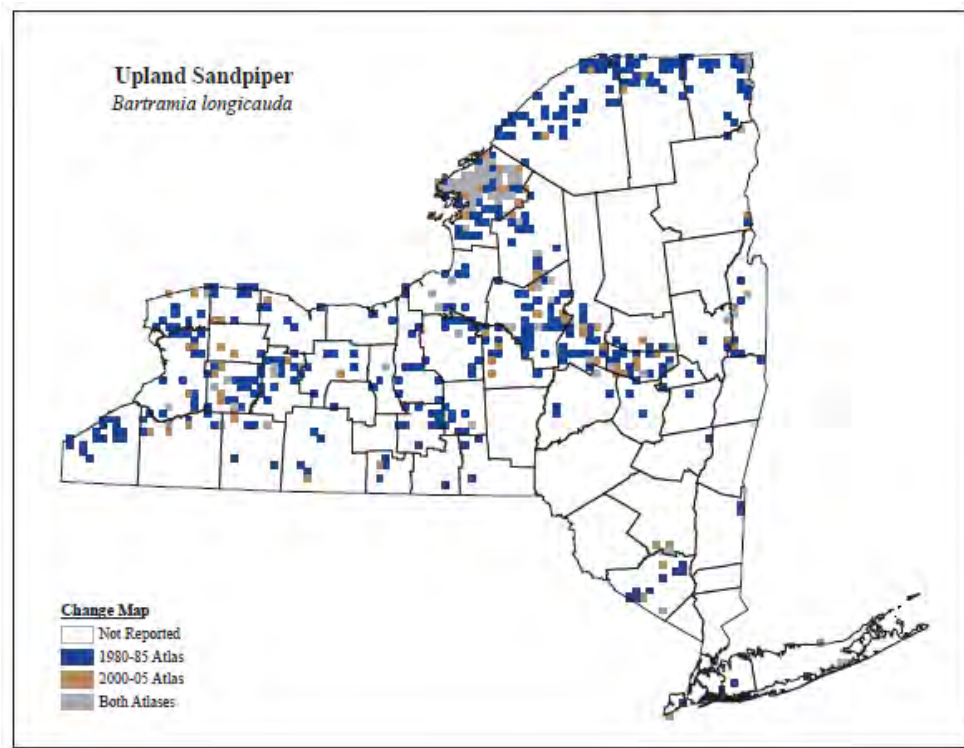 Upland Sandpiper
Bartramia longicauda
Change Map
Not Reported
1980-85 Atlas
2000-05 Atlas
Both Atlases